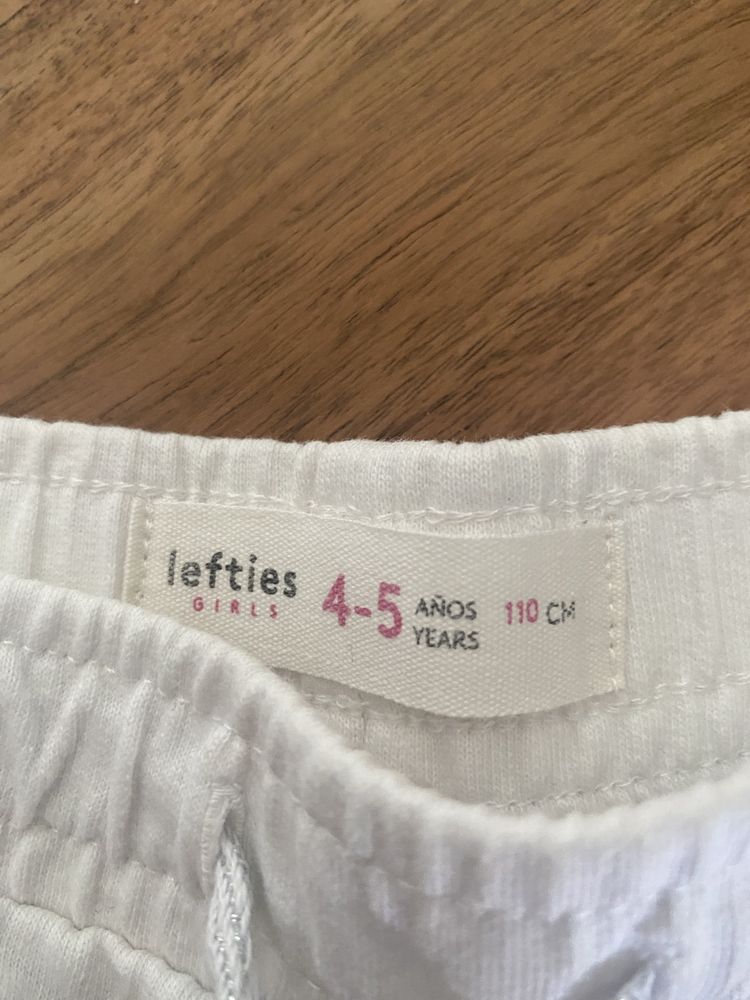 lefties
GIRLS
4-5 AÑOS
YEARS
110 CM